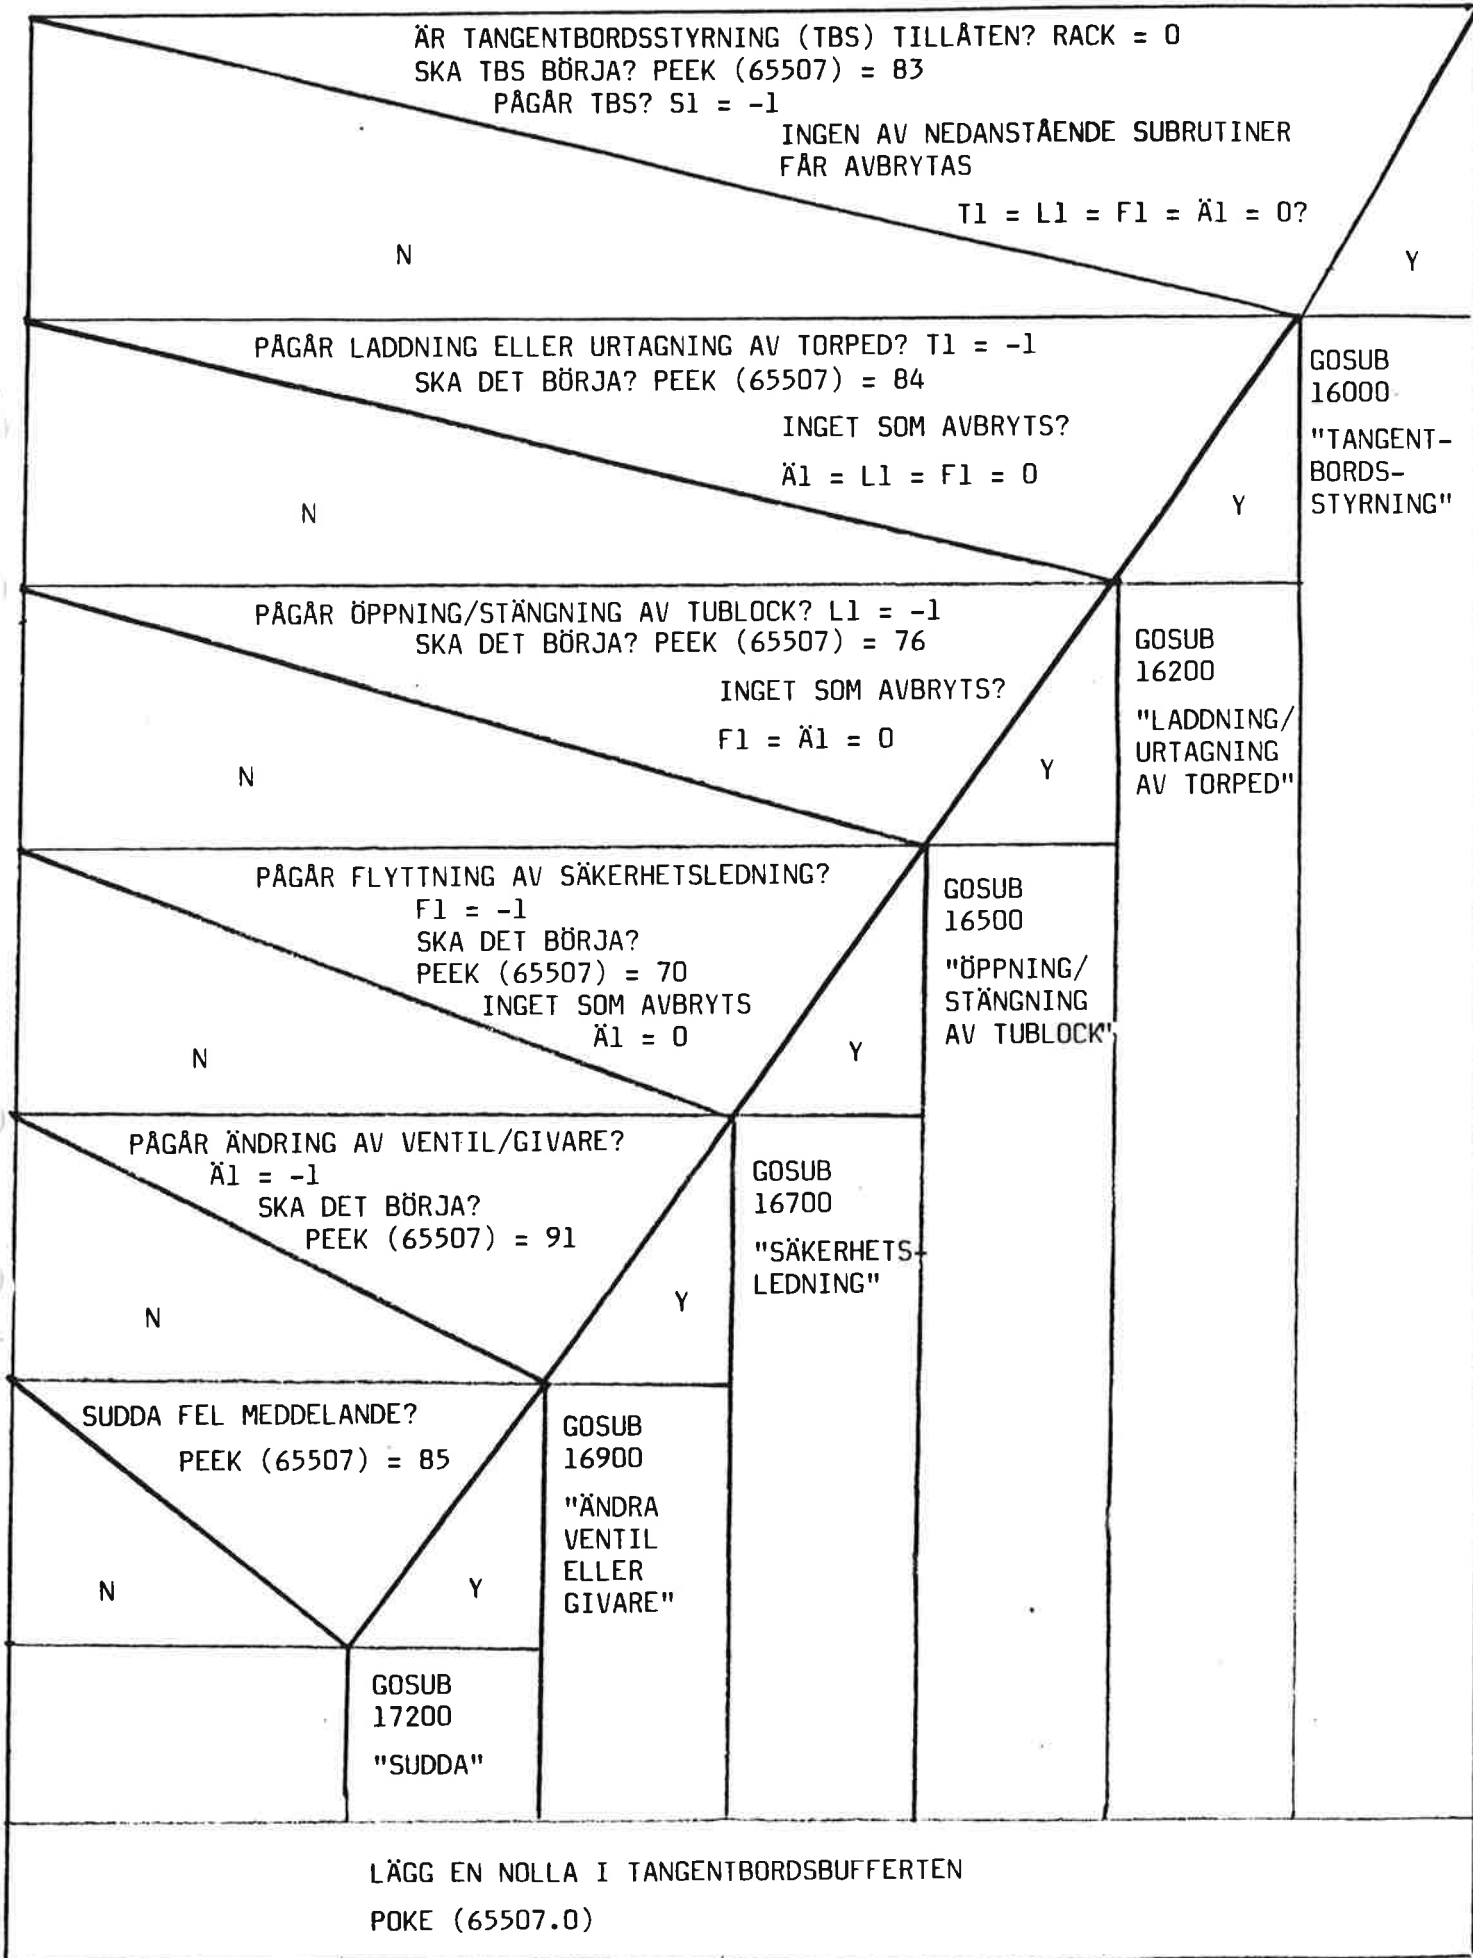 ÄR TANGENTBORDSSTYRNING (TBS) TILLÅTEN? RACK = 0
SKA TBS BÖRJA? PEEK (65507) = 83
PÅGÅR TBS? S1 = -1
INGEN AV NEDANSTÅENDE SUBRUTINER
FÅR AVBRYTAS
T1 = L1 = F1 = Ä1 = 0?
N
Y
PÅGÅR LADDNING ELLER URTAGNING AV TORPED? T1 = -1
SKA DET BÖRJA? PEEK (65507) = 84
INGET SOM AVBRYTS?
Ä1 = L1 = F1 = 0
N
Y
GOSUB
16000
"TANGENT-
BORDS-
STYRNING"
PÅGÅR ÖPPNING/STÄNGNING AV TUBLOCK? L1 = -1
SKA DET BÖRJA? PEEK (65507) = 76
INGET SOM AVBRYTS?
F1 = Ä1 = 0
N
Y
GOSUB
16200
"LADDNING/
URTAGNING
AV TORPED"
PÅGÅR FLYTTNING AV SÄKERHETSLEDNING?
F1 = -1
SKA DET BÖRJA?
PEEK (65507) = 70
INGET SOM AVBRYTS
Ä1 = 0
N
Y
GOSUB
16500
"ÖPPNING/
STÄNGNING
AV TUBLOCK"
PÅGÅR ÄNDRING AV VENTIL/GIVARE?
Ä1 = -1
SKA DET BÖRJA?
PEEK (65507) = 91
N
Y
GOSUB
16700
"SÄKERHETS-
LEDNING"
SUDDA FEL MEDDELANDE?
PEEK (65507) = 85
N
Y
GOSUB
16900
"ÄNDRA
VENTIL
ELLER
GIVARE"
GOSUB
17200
"SUDDA"
LÄGG EN NOLLA I TANGENTBORDSBUFFERTEN
POKE (65507.0)